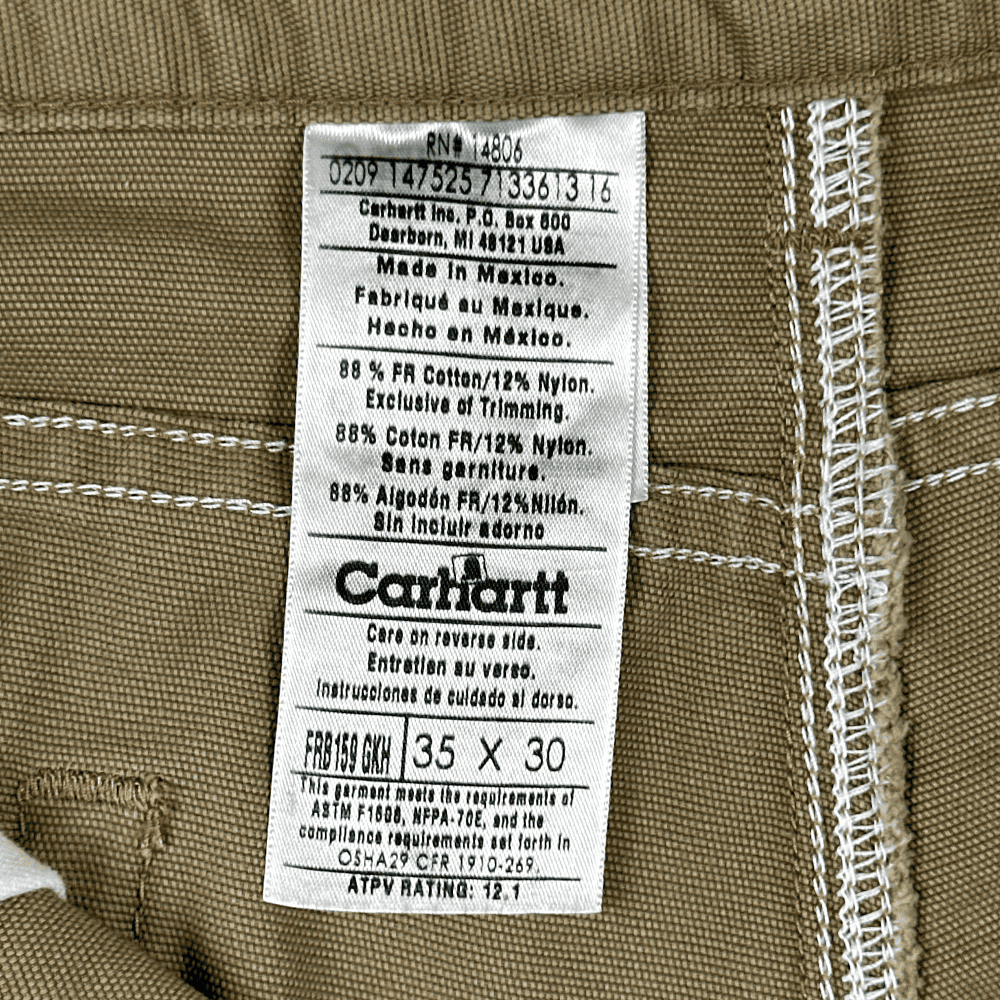 RN# 14806
0209 147525 7133613 16
Carhartt Inc. P.O. Box 600
Dearborn, MI 48121 USA
Made in Mexico.
Fabriqué au Mexique.
Hecho en México.
88 % FR Cotton/12% Nylon.
Exclusive of Trimming.
88% Coton FR/12% Nylon.
Sans garniture.
88% Algodón FR/12%Nilón.
Sin incluir adorno
Carhartt
Care on reverse side.
Entretien au verso.
Instrucciones de cuidado al dorso.
FRB159 GKH 35 X 30
This garment meets the requirements of
ASTM F1506, NFPA-70E, and the
compliance requirements set forth in
OSHA29 CFR 1910-269.
ATPV RATING: 12.1